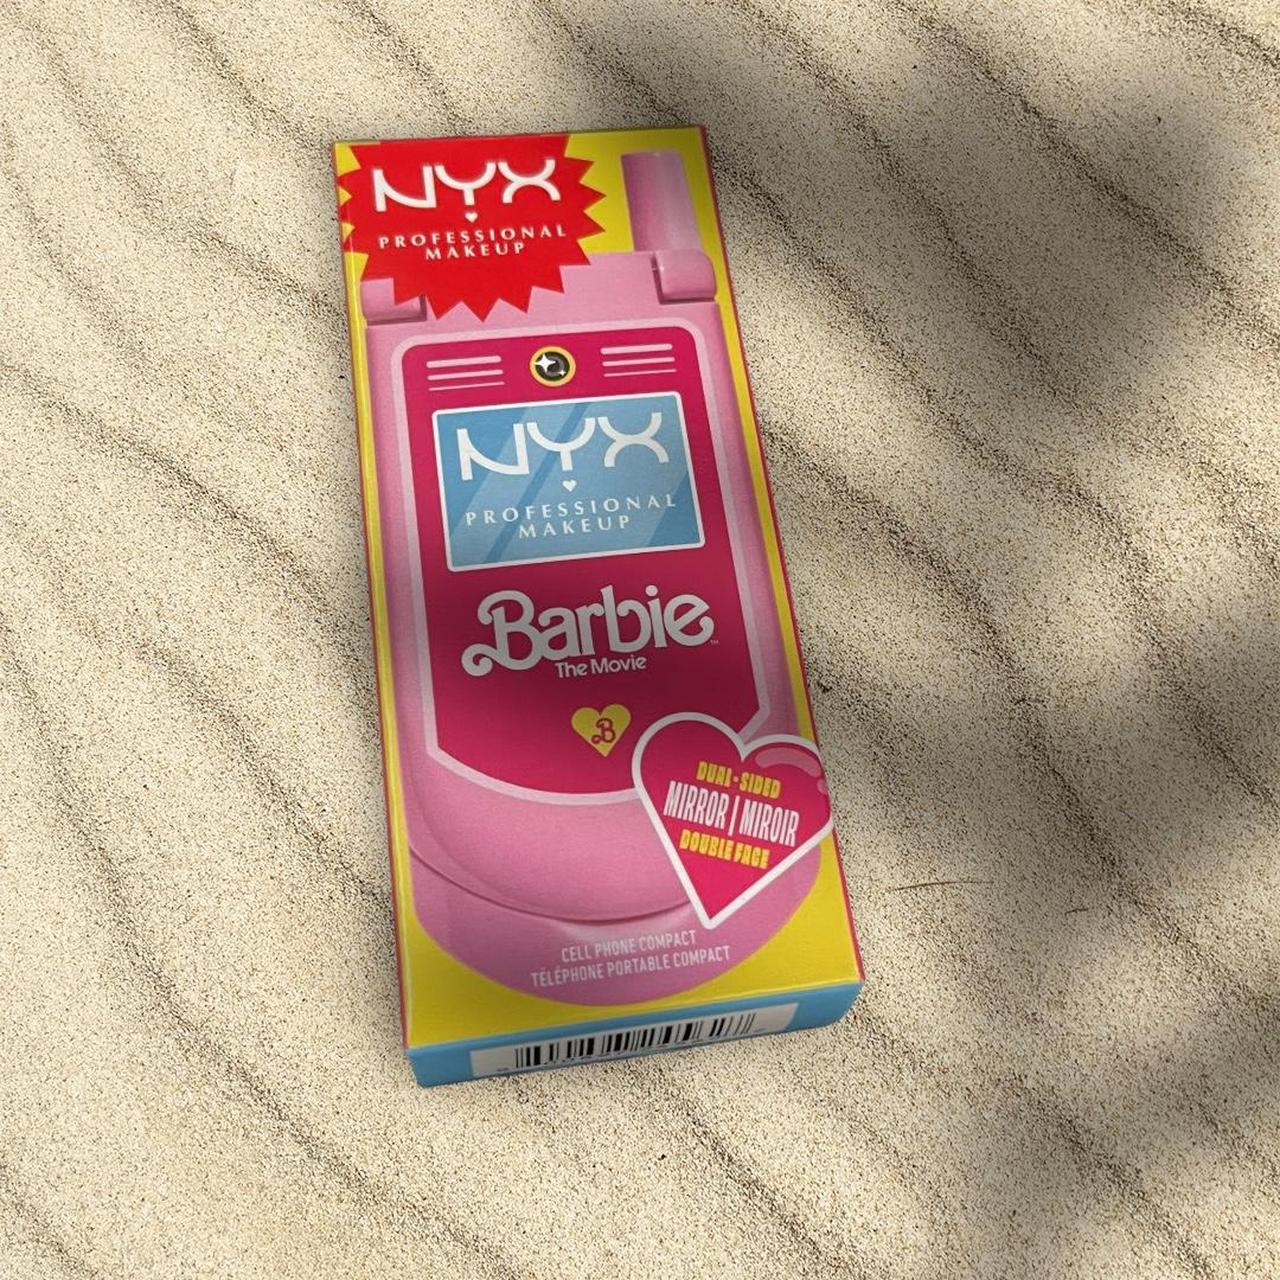 NYX
PROFESSIONAL
MAKEUP
NYX
PROFESSIONAL
MAKEUP
Barbie™
The Movie
B
DUAL-SIDED
MIRROR | MIROIR
DOUBLE FACE
CELL PHONE COMPACT
TÉLÉPHONE PORTABLE COMPACT